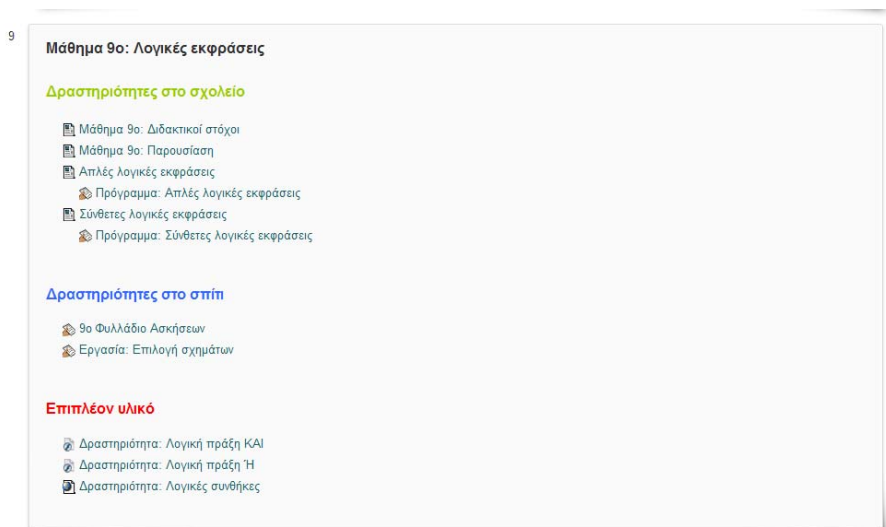 9
Μάθημα 9ο: Λογικές εκφράσεις
Δραστηριότητες στο σχολείο
Μάθημα 9ο: Διδακτικοί στόχοι
Μάθημα 9ο: Παρουσίαση
Απλές λογικές εκφράσεις
Πρόγραμμα: Απλές λογικές εκφράσεις
Σύνθετες λογικές εκφράσεις
Πρόγραμμα: Σύνθετες λογικές εκφράσεις
Δραστηριότητες στο σπίτι
9ο Φυλλάδιο Ασκήσεων
Εργασία: Επιλογή σχημάτων
Επιπλέον υλικό
Δραστηριότητα: Λογική πράξη ΚΑΙ
Δραστηριότητα: Λογική πράξη Ή
Δραστηριότητα: Λογικές συνθήκες